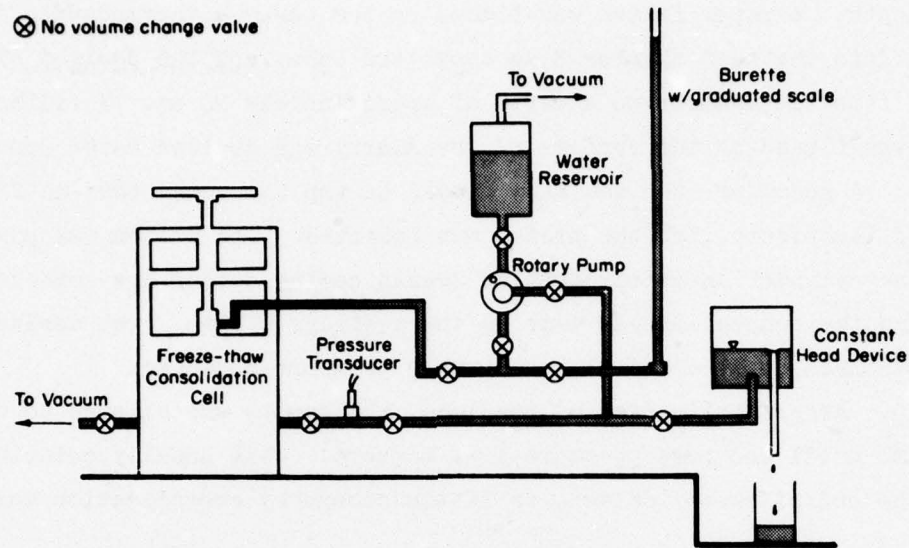 No volume change valve
To Vacuum
Burette
w/graduated scale
Water
Reservoir
Rotary Pump
Constant
Head Device
Pressure
Transducer
Freeze-thaw
Consolidation
Cell
To Vacuum